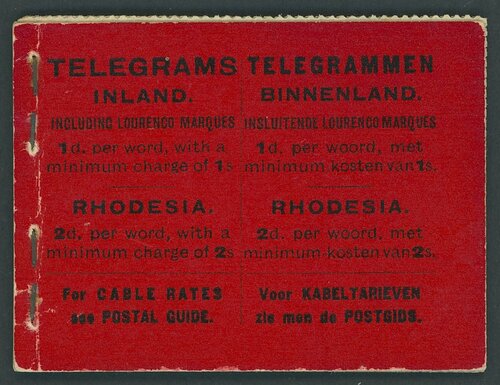 TELEGRAMS
INLAND.
INCLUDING LOURENCO MARQUES
1d. per word, with a
minimum charge of 1s
RHODESIA.
2d. per word, with a
minimum charge of 2s
For CABLE RATES
see POSTAL GUIDE.
TELEGRAMMEN
BINNENLAND.
INSLUITENDE LOURENCO MARQUES
1d. per woord, met
minimum kosten van 1s.
RHODESIA.
2d. per woord, met
minimum kosten van 2s.
Voor KABELTARIEVEN
zie men de POSTGIDS.